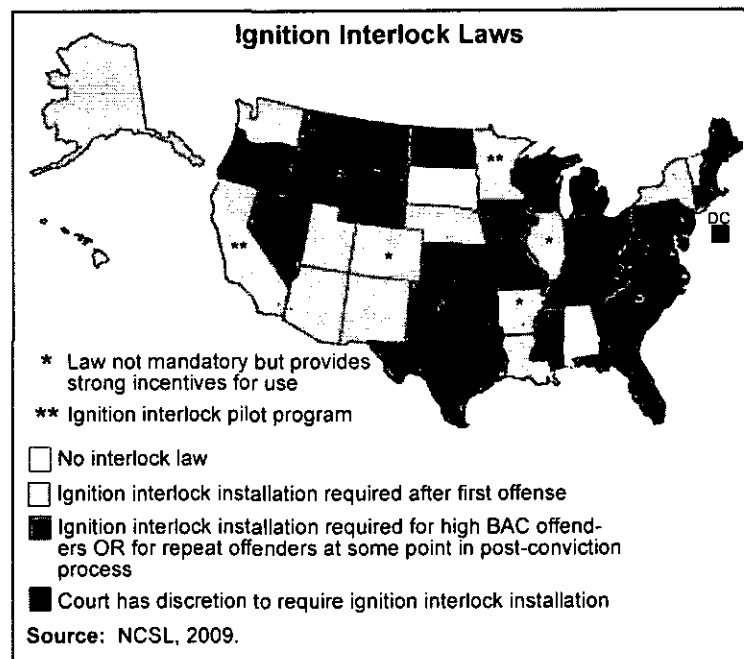 Ignition Interlock Laws
**
DC
**
*
*
*
* Law not mandatory but provides
strong incentives for use
** Ignition interlock pilot program
No interlock law
Ignition interlock installation required after first offense
Ignition interlock installation required for high BAC offend-
ers OR for repeat offenders at some point in post-conviction
process
Court has discretion to require ignition interlock installation
Source: NCSL, 2009.